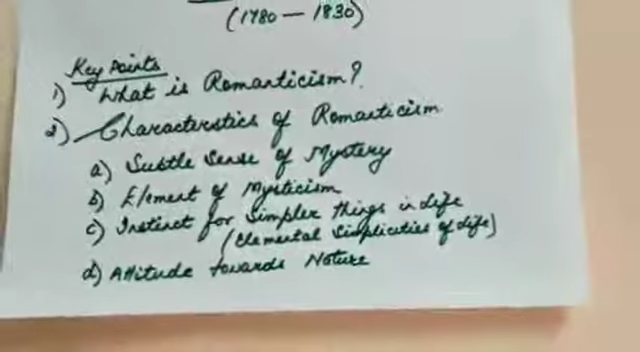 (1780 — 1830)
Key Points
1) What is Romanticism?
2) Characterstics of Romanticism
a) Subtle Sense of Mystery
b) Element of Mysticism
c) Instinct for Simpler things in life
(Elemental Simplicities of life)
d) Attitude towards Nature